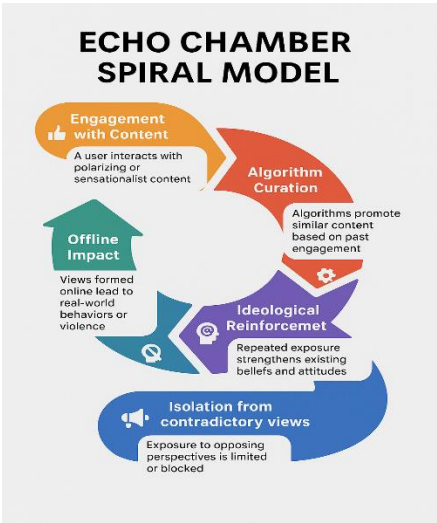 ECHO CHAMBER
SPIRAL MODEL
Engagement
with Content
A user interacts with
polarizing or
sensationalist content
Algorithm
Curation
Algorithms promote
similar content
based on past
engagement
Ideological
Reinforcemet
Repeated exposure
strengthens existing
beliefs and attitudes
Isolation from
contradictory views
Exposure to opposing
perspectives is limited
or blocked
Offline
Impact
Views formed
online lead to
real-world
behaviors or
violence